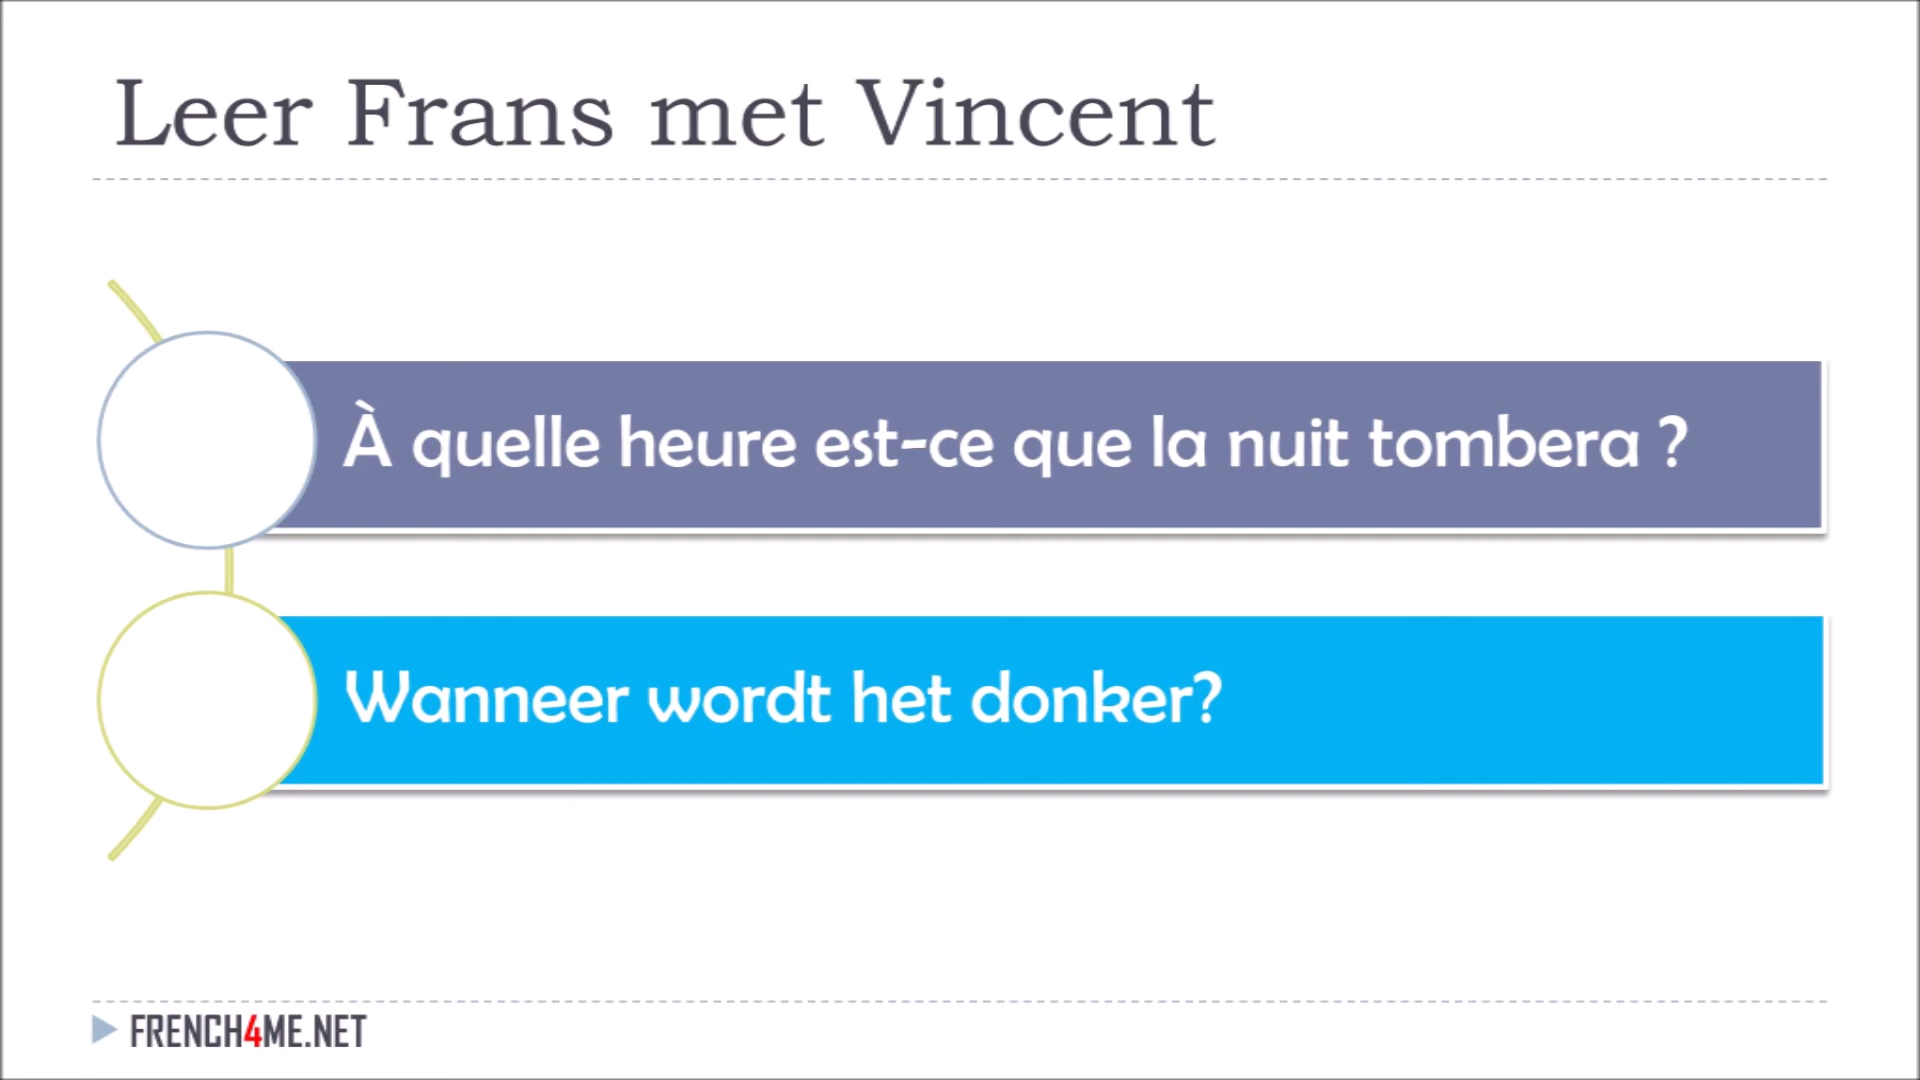 Leer Frans met Vincent
À quelle heure est-ce que la nuit tombera ?
Wanneer wordt het donker?
FRENCH4ME.NET